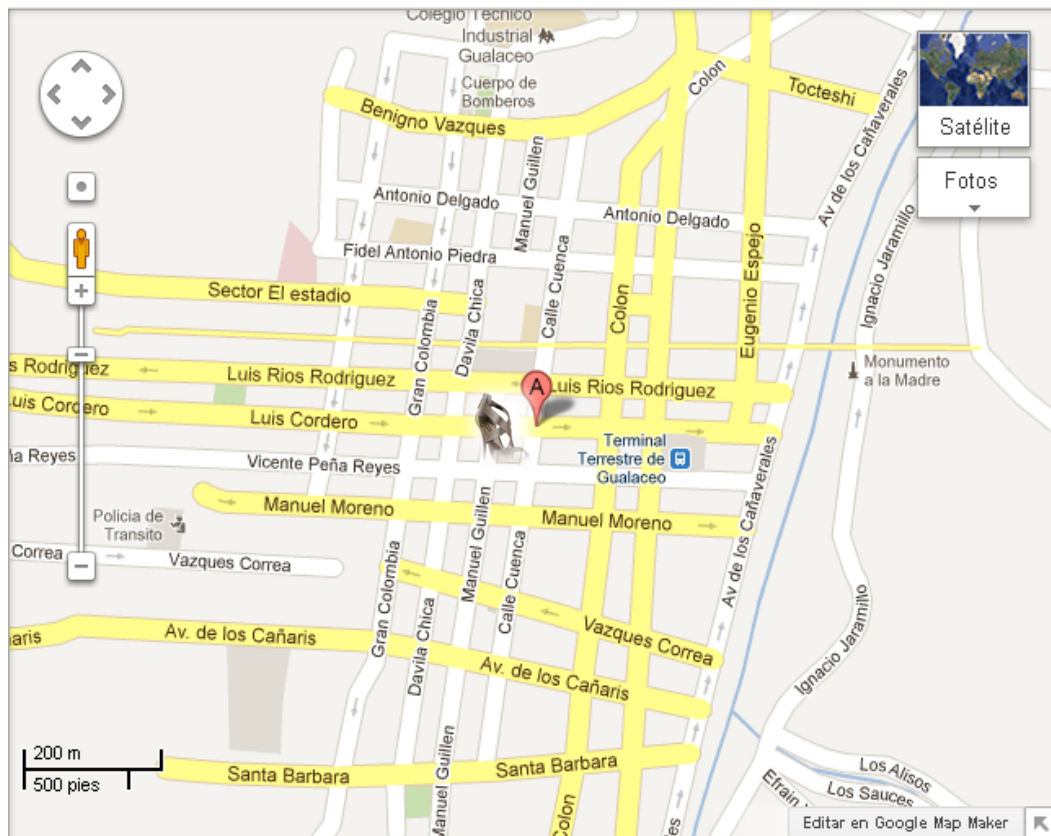 Colegio Tecnico
Industrial
Gualaceo
Cuerpo de
Bomberos
Colon
Tocteshi
Satélite
Fotos
Benigno Vazques
Manuel Guillen
Av de los Cañaverales
Antonio Delgado
Antonio Delgado
Fidel Antonio Piedra
Ignacio Jaramillo
Eugenio Espejo
Calle Cuenca
Colon
Sector El estadio
Davila Chica
Gran Colombia
s Rodriguez
Luis Rios Rodriguez
Luis Rios Rodriguez
A
Monumento
a la Madre
Luis Cordero
Luis Cordero
Terminal
Terrestre de
Gualaceo
ña Reyes
Vicente Peña Reyes
Manuel Moreno
Manuel Moreno
Manuel Guillen
Av de los Cañaverales
Policia de
Transito
Correa
Vazques Correa
Calle Cuenca
Gran Colombia
Davila Chica
Vazques Correa
ñaris
Av. de los Cañaris
Av. de los Cañaris
Ignacio Jaramillo
200 m
500 pies
Santa Barbara
Santa Barbara
Manuel Guillen
Colon
Los Alisos
Los Sauces
Efrain
Av de los Cañaverales
Editar en Google Map Maker